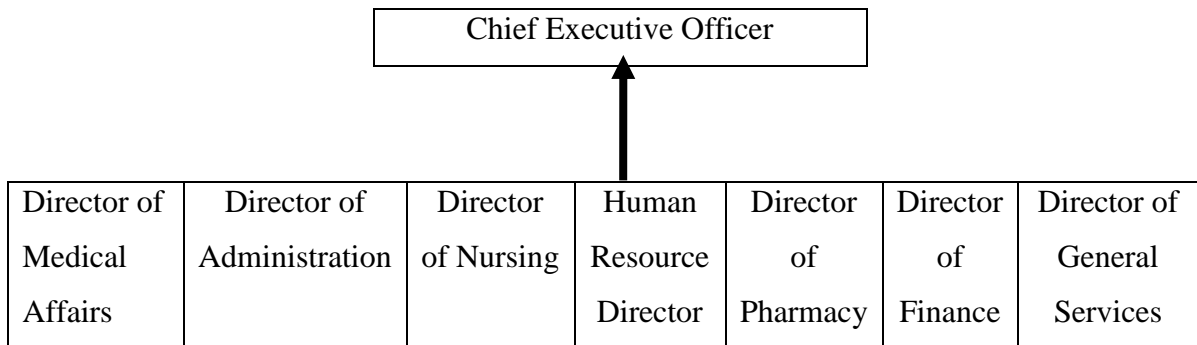 Chief Executive Officer
Director of
Medical
Affairs
Director of
Administration
Director
of Nursing
Human
Resource
Director
Director
of
Pharmacy
Director
of
Finance
Director of
General
Services